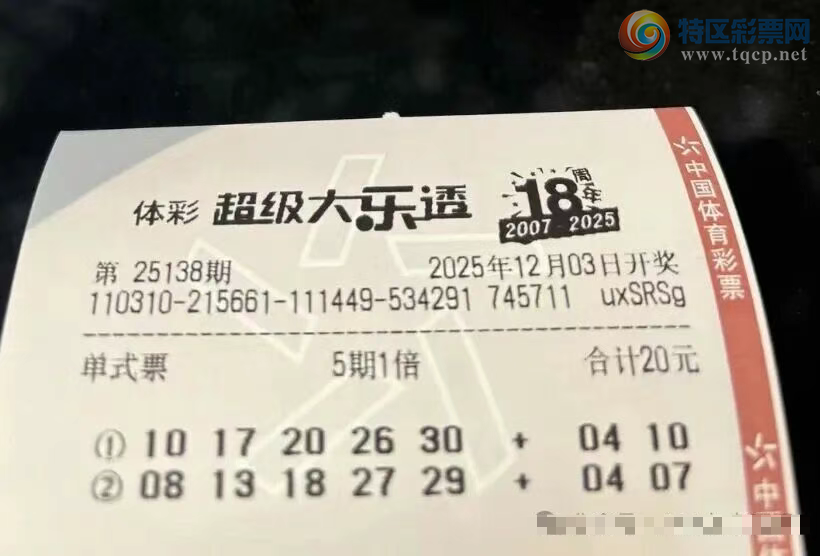 特区彩票网
www.tqcp.net
体彩 超级大乐透 18周年
2007-2025
第 25138期 2025年12月03日开奖
110310-215661-111449-534291 745711 uxSRSg
单式票 5期1倍 合计20元
① 10 17 20 26 30 + 04 10
② 08 13 18 27 29 + 04 07
中国体育彩票
中